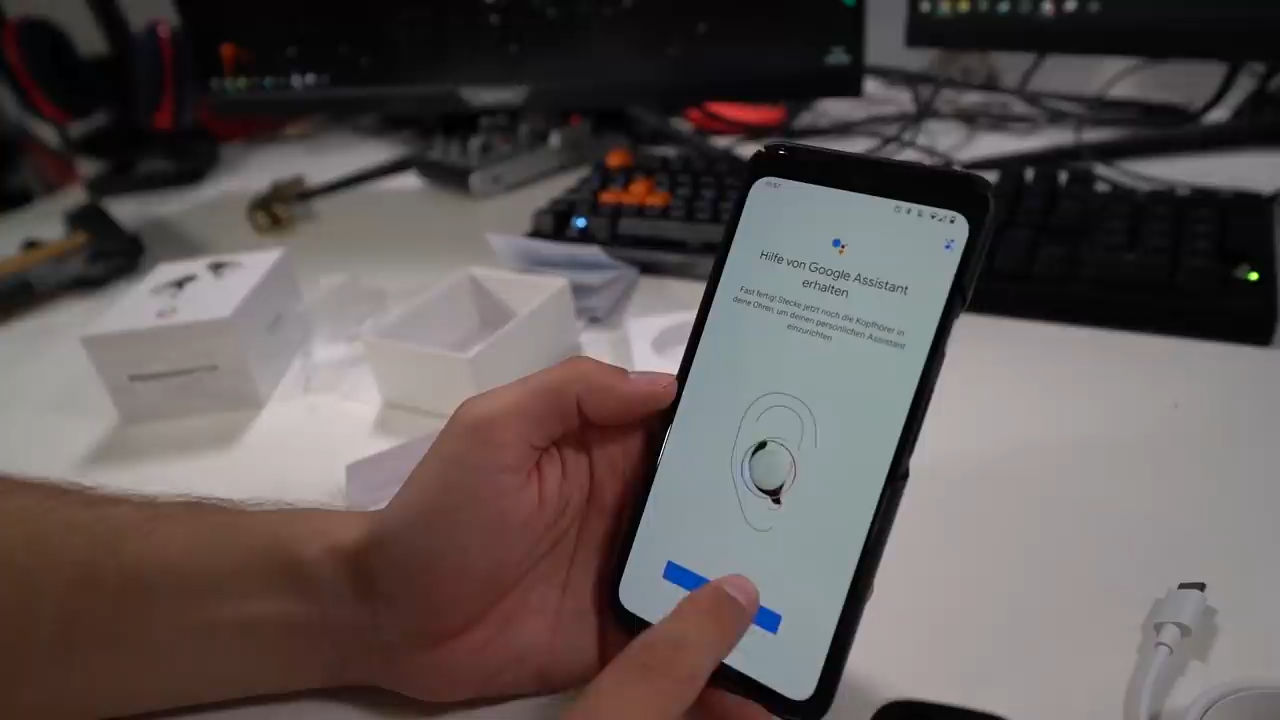 Hilfe von Google Assistant
erhalten
Fast fertig! Stecke jetzt noch die Kopfhörer in
deine Ohren, um deinen persönlichen Assistant
einzurichten